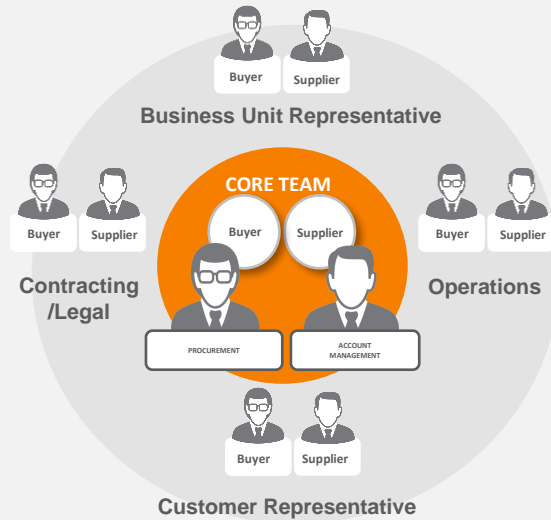 Buyer
Supplier
Business Unit Representative
CORE TEAM
Buyer
Supplier
Buyer
Supplier
Contracting
/Legal
Buyer
Supplier
Operations
PROCUREMENT
ACCOUNT
MANAGEMENT
Buyer
Supplier
Customer Representative